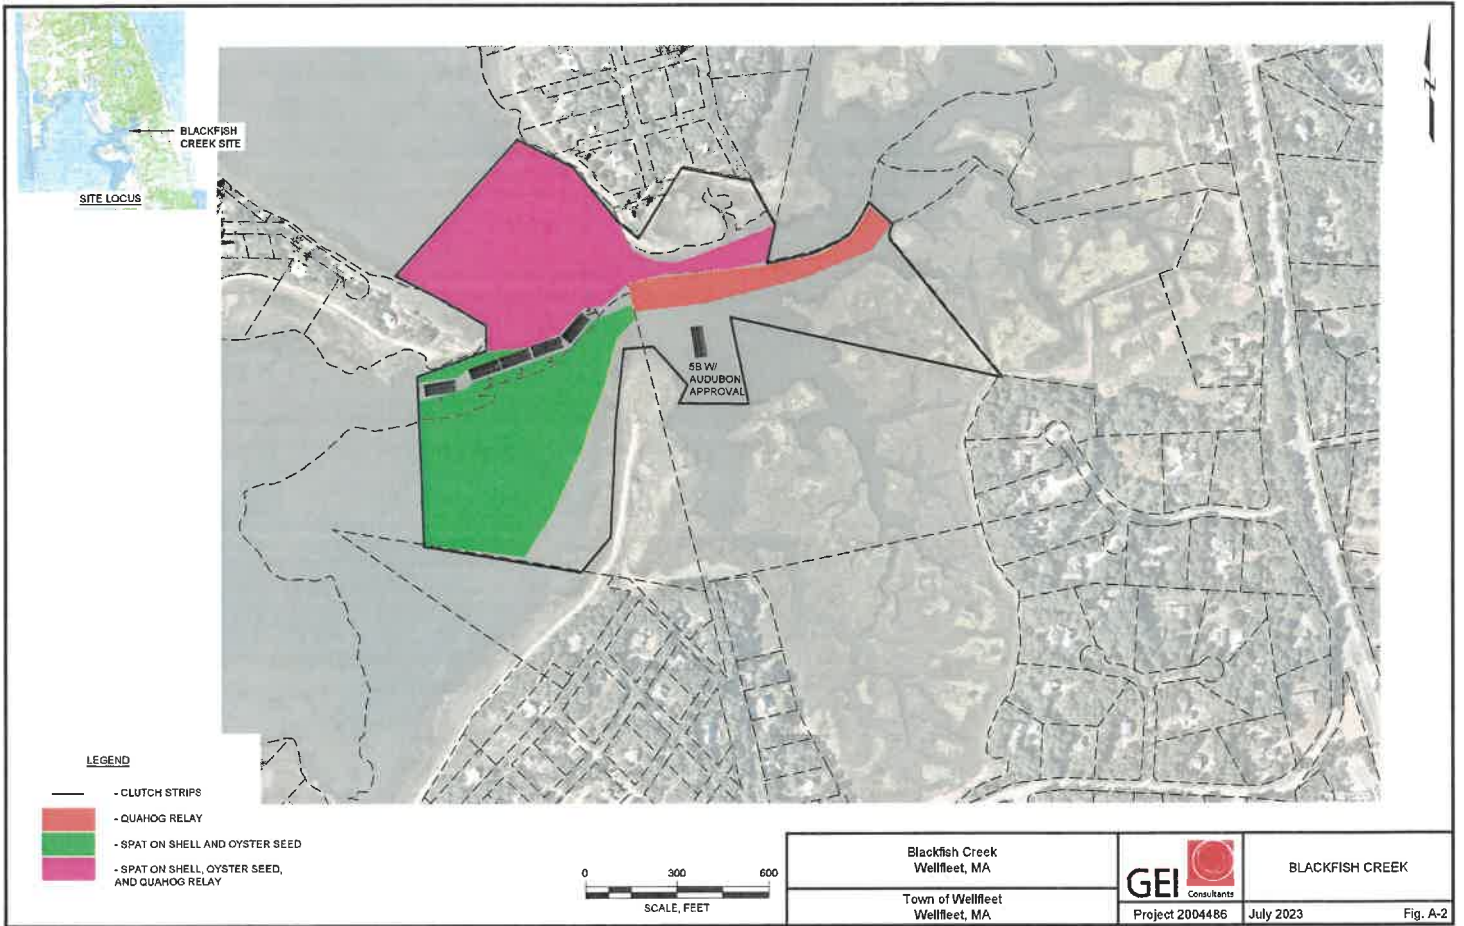 BLACKFISH
CREEK SITE
SITE LOCUS
N
5B W/
AUDUBON
APPROVAL
LEGEND
- CLUTCH STRIPS
- QUAHOG RELAY
- SPAT ON SHELL AND OYSTER SEED
- SPAT ON SHELL, OYSTER SEED,
AND QUAHOG RELAY
0 300 600
SCALE, FEET
Blackfish Creek
Wellfleet, MA
Town of Wellfleet
Wellfleet, MA
GEI Consultants
Project 2004486
BLACKFISH CREEK
July 2023
Fig. A-2